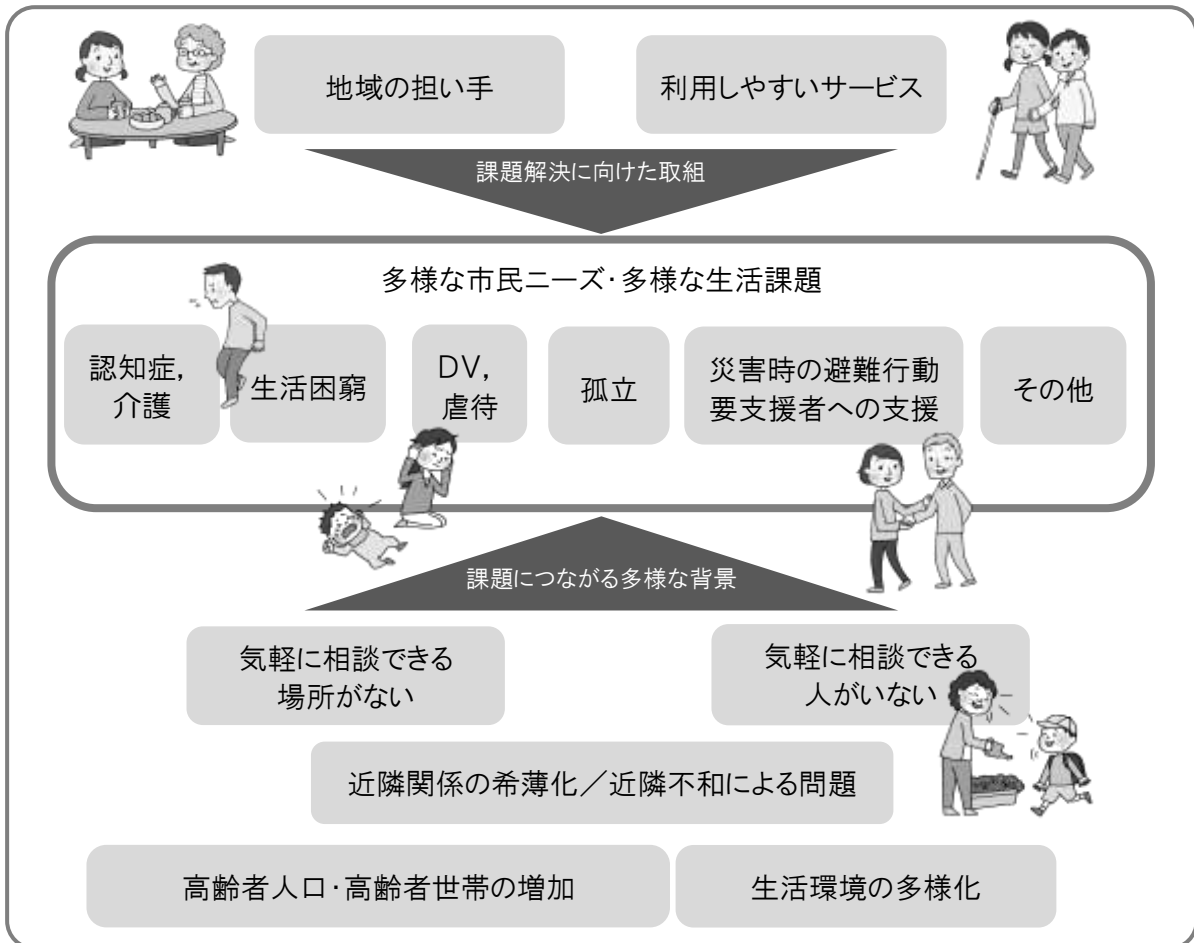 地域の担い手
利用しやすいサービス
課題解決に向けた取組
多様な市民ニーズ・多様な生活課題
認知症,
介護
生活困窮
DV,
虐待
孤立
災害時の避難行動
要支援者への支援
その他
課題につながる多様な背景
気軽に相談できる
場所がない
気軽に相談できる
人がいない
近隣関係の希薄化／近隣不和による問題
高齢者人口・高齢者世帯の増加
生活環境の多様化